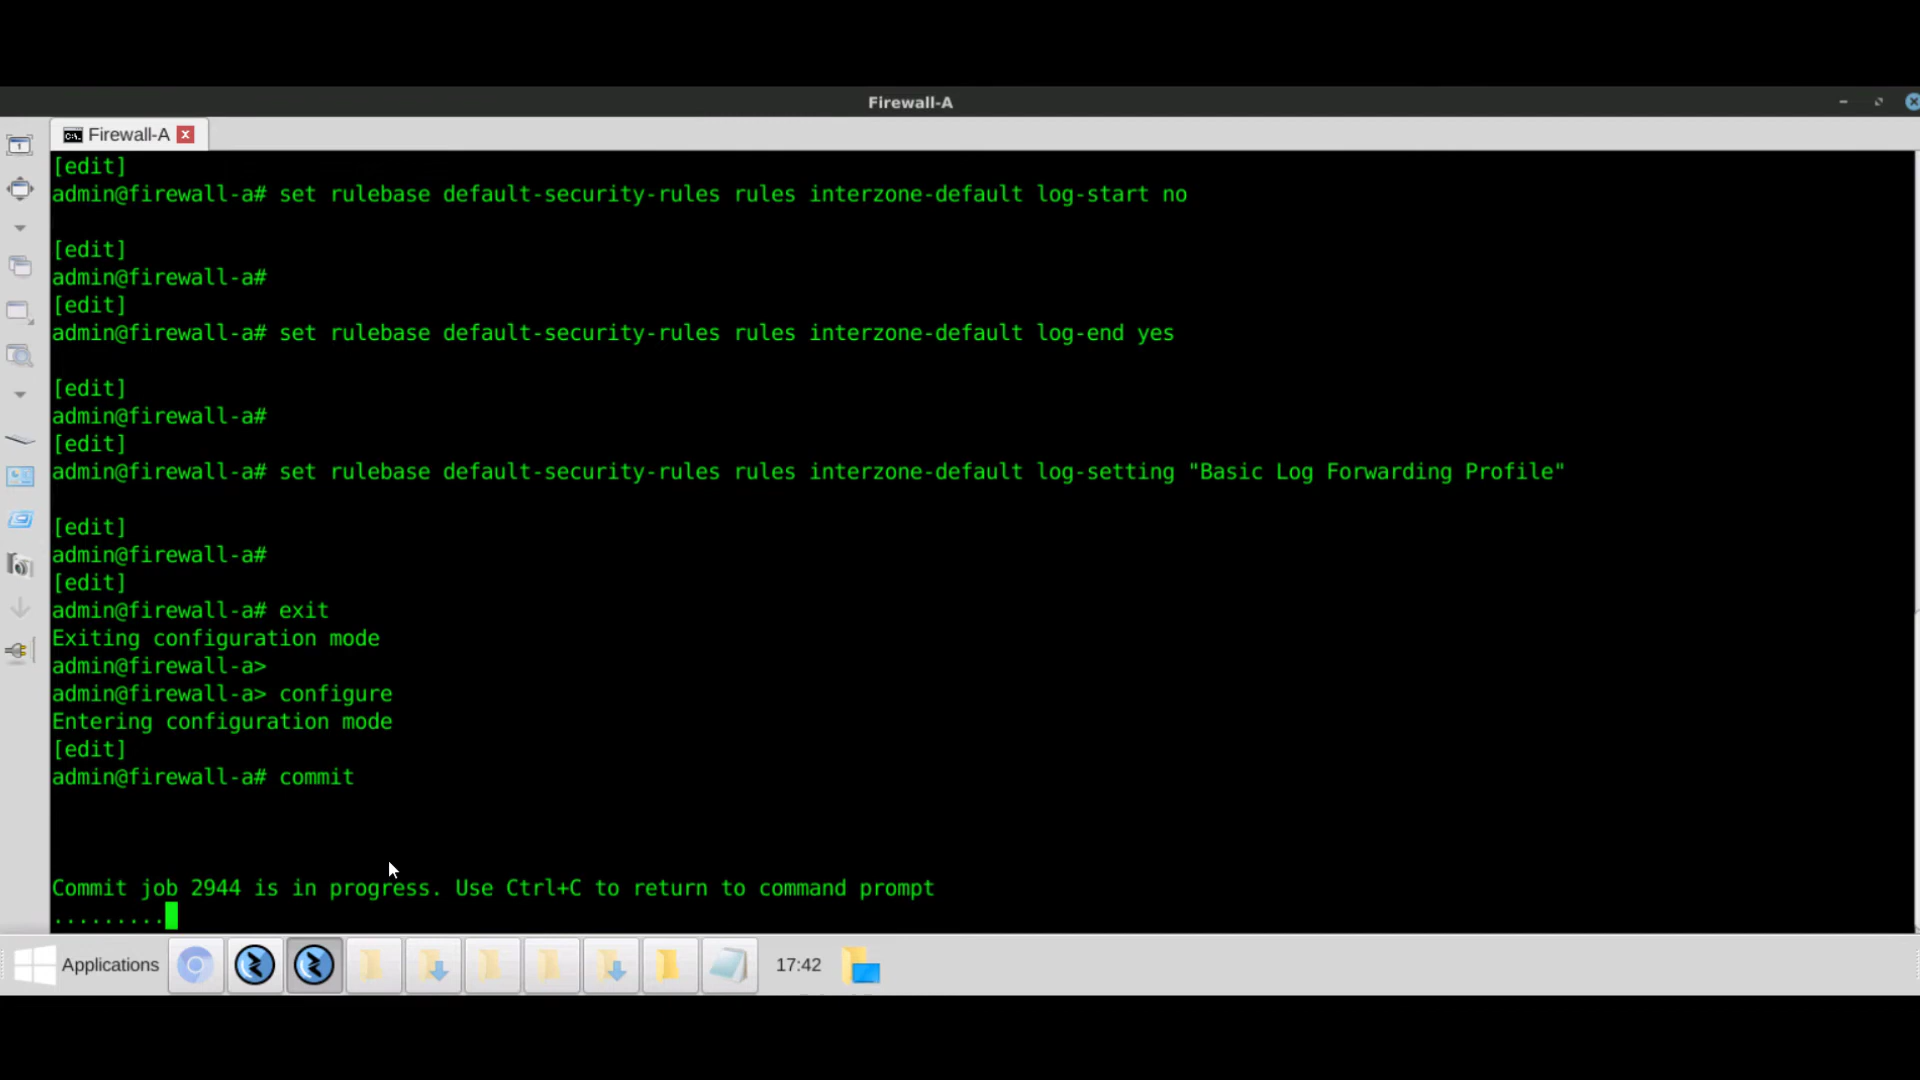 Firewall-A
Firewall-A
[edit]
admin@firewall-a# set rulebase default-security-rules rules interzone-default log-start no
[edit]
admin@firewall-a#
[edit]
admin@firewall-a# set rulebase default-security-rules rules interzone-default log-end yes
[edit]
admin@firewall-a#
[edit]
admin@firewall-a# set rulebase default-security-rules rules interzone-default log-setting "Basic Log Forwarding Profile"
[edit]
admin@firewall-a#
[edit]
admin@firewall-a# exit
Exiting configuration mode
admin@firewall-a>
admin@firewall-a> configure
Entering configuration mode
[edit]
admin@firewall-a# commit
Commit job 2944 is in progress. Use Ctrl+C to return to command prompt
.........
Applications 17:42